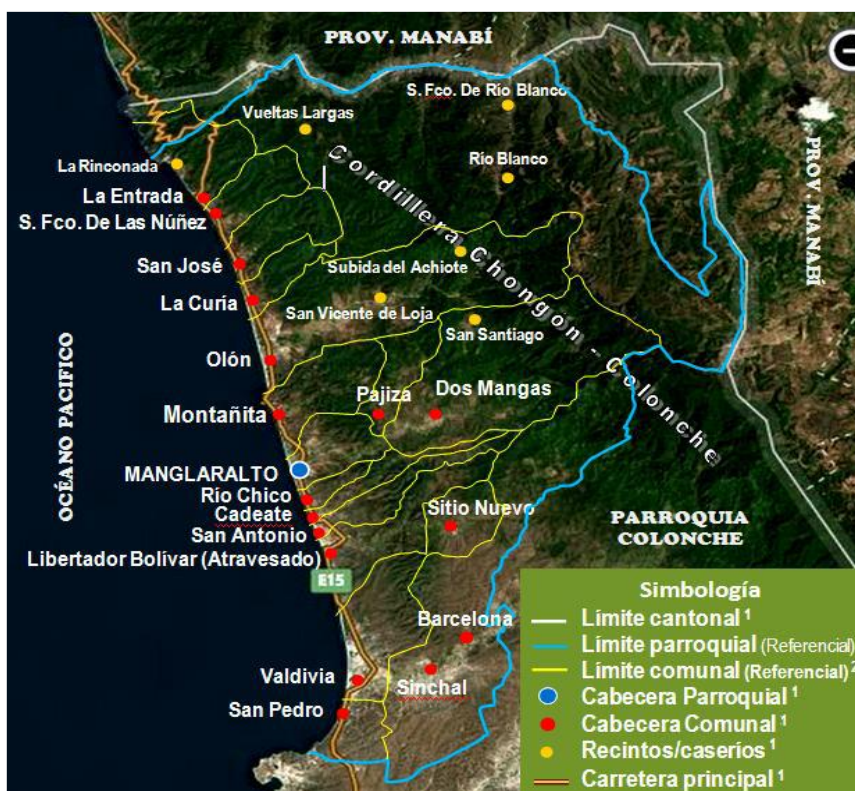 PROV. MANABÍ
S. Fco. De Río Blanco
Vueltas Largas
La Rinconada
Río Blanco
PROV. MANABÍ
La Entrada
S. Fco. De Las Núñez
Cordillera Chongón - Colonche
San José
Subida del Achiote
La Curía
San Vicente de Loja
San Santiago
Olón
OCÉANO PACIFICO
Montañita
Pajiza
Dos Mangas
MANGLARALTO
Río Chico
Cadeate
San Antonio
Libertador Bolívar (Atravesado)
Sitio Nuevo
PARROQUIA
COLONCHE
E15
Barcelona
Valdivia
Sinchal
San Pedro
Simbología
Límite cantonal 1
Límite parroquial (Referencial)
Límite comunal (Referencial) 2
Cabecera Parroquial 1
Cabecera Comunal 1
Recintos/caseríos 1
Carretera principal 1